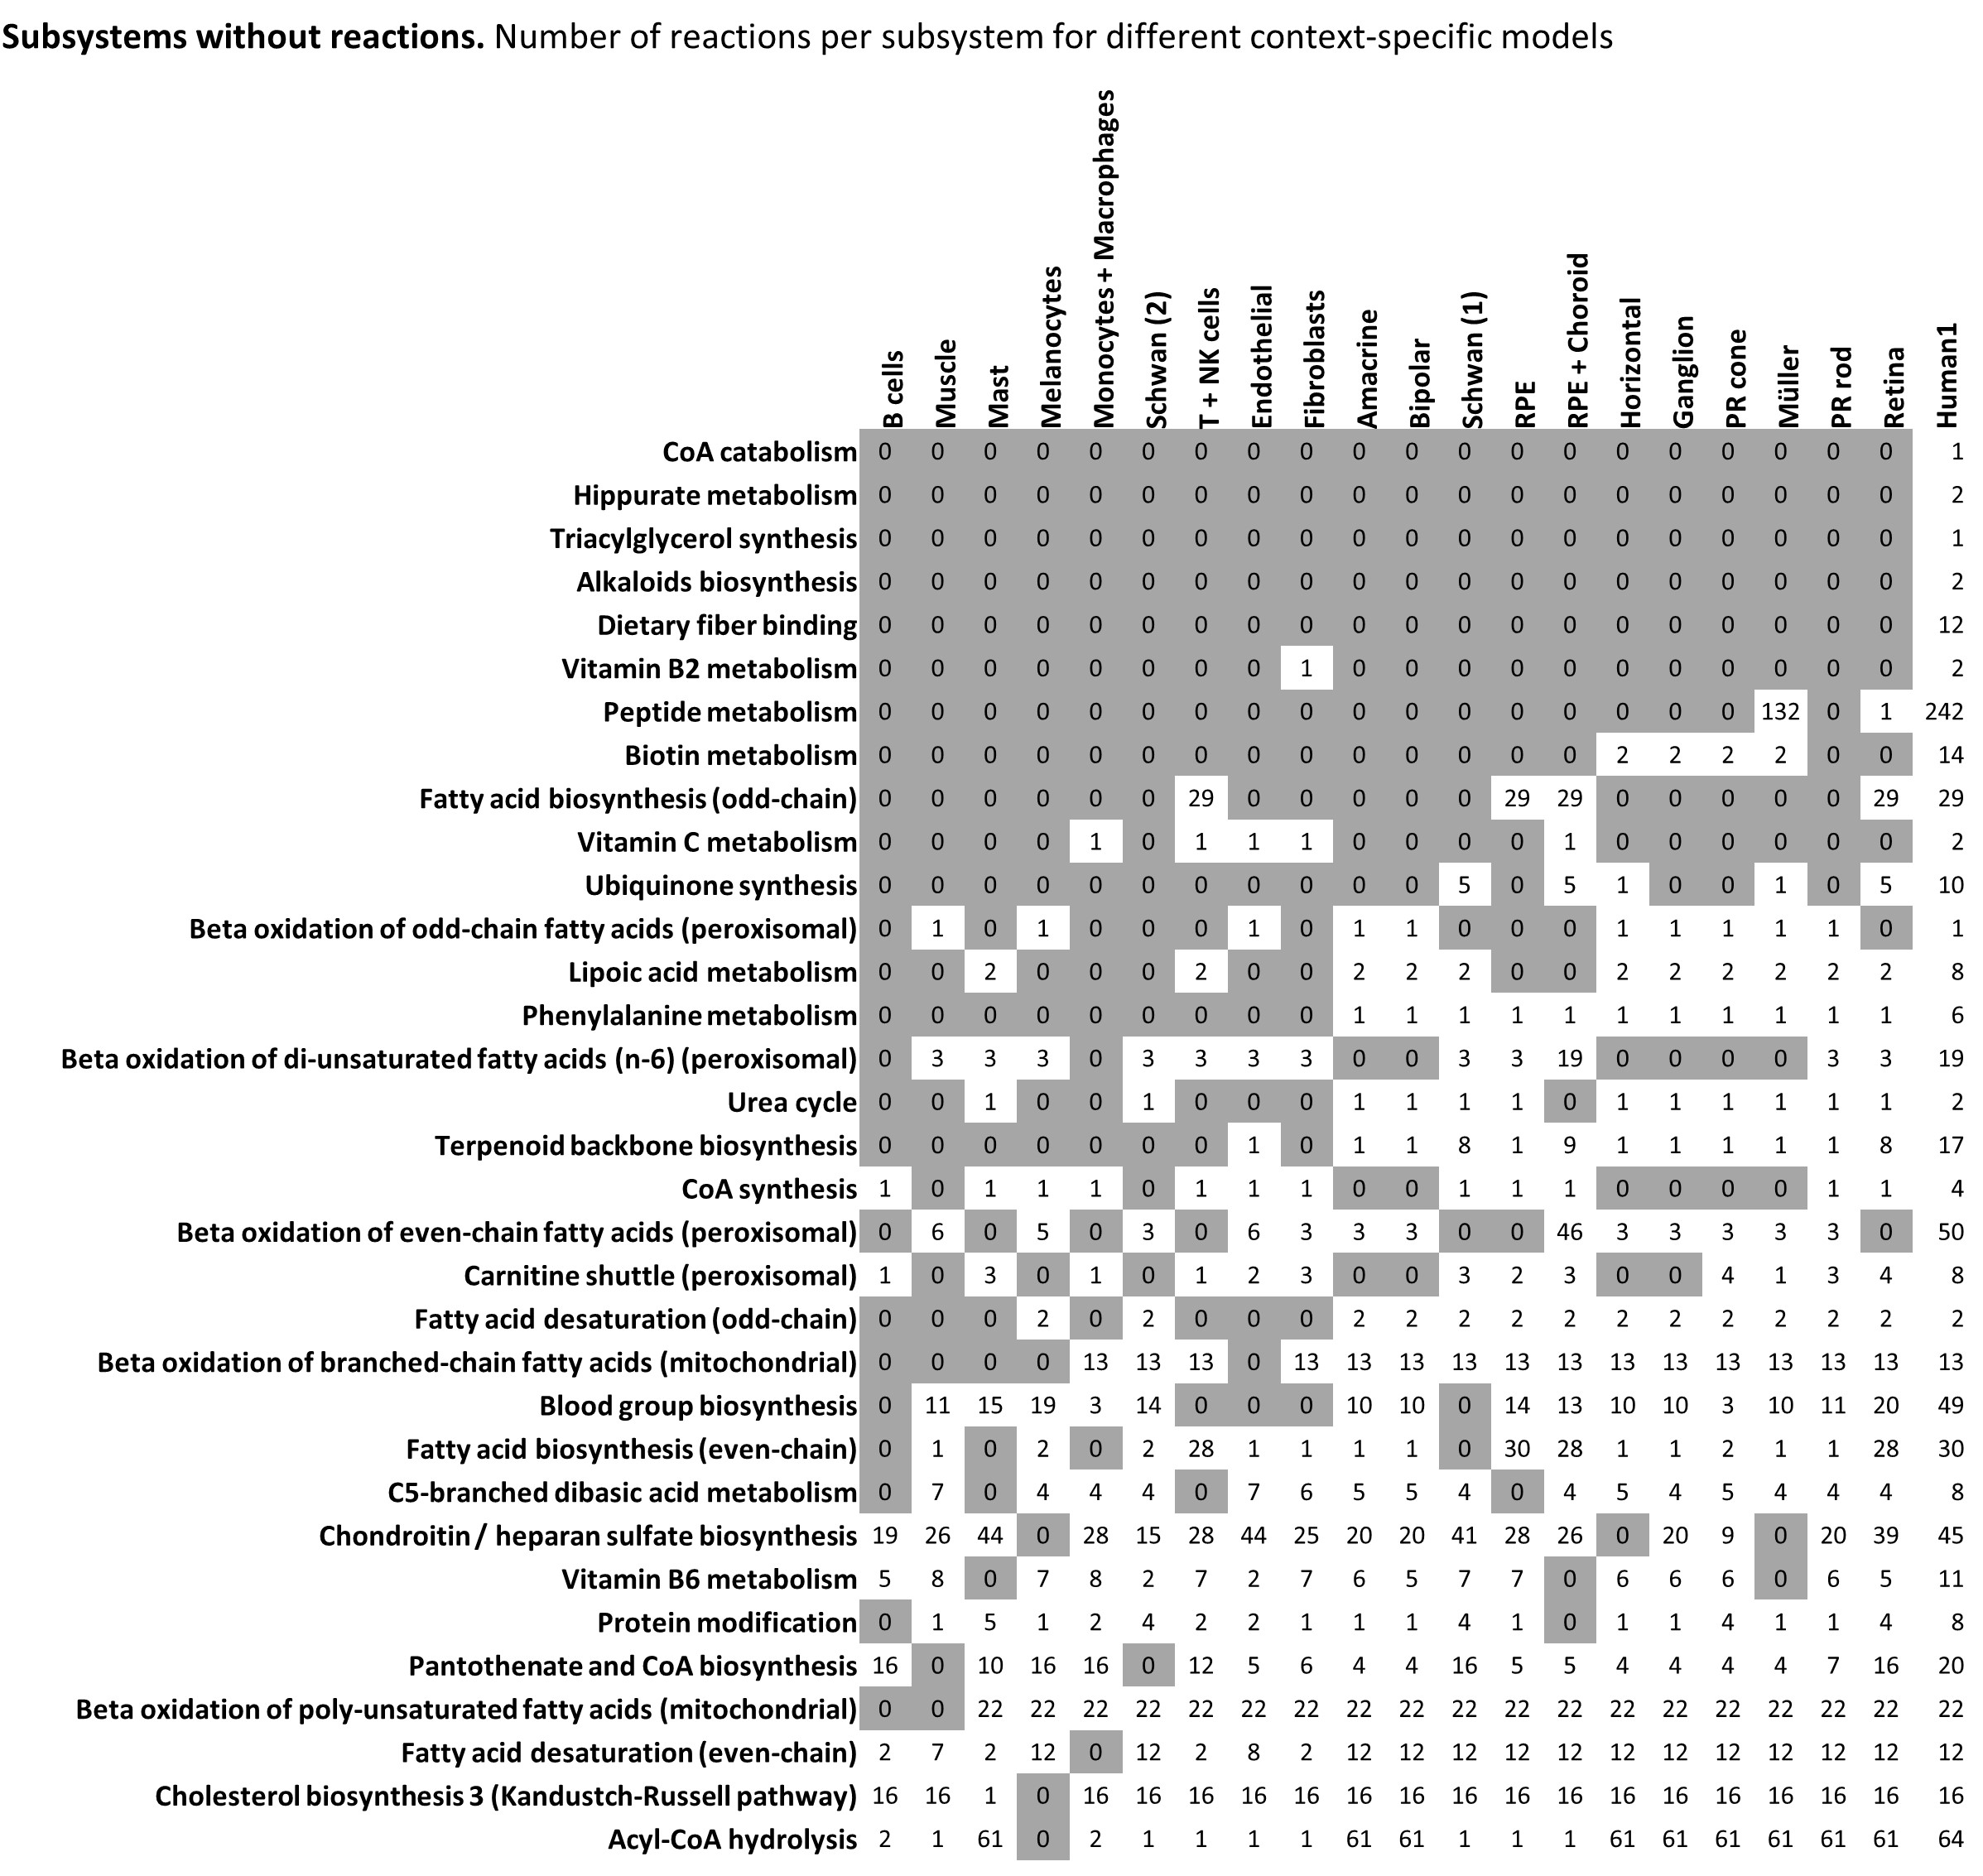 Subsystems without reactions. Number of reactions per subsystem for different context-specific models
B cells
Muscle
Mast
Melanocytes
Monocytes + Macrophages
Schwan (2)
T + NK cells
Endothelial
Fibroblasts
Amacrine
Bipolar
Schwan (1)
RPE
RPE + Choroid
Horizontal
Ganglion
PR cone
Müller
PR rod
Retina
Human1
CoA catabolism 0 0 0 0 0 0 0 0 0 0 0 0 0 0 0 0 0 0 0 0 1
Hippurate metabolism 0 0 0 0 0 0 0 0 0 0 0 0 0 0 0 0 0 0 0 0 2
Triacylglycerol synthesis 0 0 0 0 0 0 0 0 0 0 0 0 0 0 0 0 0 0 0 0 1
Alkaloids biosynthesis 0 0 0 0 0 0 0 0 0 0 0 0 0 0 0 0 0 0 0 0 2
Dietary fiber binding 0 0 0 0 0 0 0 0 0 0 0 0 0 0 0 0 0 0 0 0 12
Vitamin B2 metabolism 0 0 0 0 0 0 0 0 1 0 0 0 0 0 0 0 0 0 0 0 2
Peptide metabolism 0 0 0 0 0 0 0 0 0 0 0 0 0 0 0 0 0 132 0 1 242
Biotin metabolism 0 0 0 0 0 0 0 0 0 0 0 0 0 0 2 2 2 2 0 0 14
Fatty acid biosynthesis (odd-chain) 0 0 0 0 0 0 29 0 0 0 0 0 29 29 0 0 0 0 0 29 29
Vitamin C metabolism 0 0 0 0 1 0 1 1 1 0 0 0 0 1 0 0 0 0 0 0 2
Ubiquinone synthesis 0 0 0 0 0 0 0 0 0 0 0 5 0 5 1 0 0 1 0 5 10
Beta oxidation of odd-chain fatty acids (peroxisomal) 0 1 0 1 0 0 0 1 0 1 1 0 0 0 1 1 1 1 1 0 1
Lipoic acid metabolism 0 0 2 0 0 0 2 0 0 2 2 2 0 0 2 2 2 2 2 2 8
Phenylalanine metabolism 0 0 0 0 0 0 0 0 0 1 1 1 1 1 1 1 1 1 1 1 6
Beta oxidation of di-unsaturated fatty acids (n-6) (peroxisomal) 0 3 3 3 0 3 3 3 3 0 0 3 3 19 0 0 0 0 3 3 19
Urea cycle 0 0 1 0 0 1 0 0 0 1 1 1 1 0 1 1 1 1 1 1 2
Terpenoid backbone biosynthesis 0 0 0 0 0 0 0 1 0 1 1 8 1 9 1 1 1 1 1 8 17
CoA synthesis 1 0 1 1 1 0 1 1 1 0 0 1 1 1 0 0 0 0 1 1 4
Beta oxidation of even-chain fatty acids (peroxisomal) 0 6 0 5 0 3 0 6 3 3 3 0 0 46 3 3 3 3 3 0 50
Carnitine shuttle (peroxisomal) 1 0 3 0 1 0 1 2 3 0 0 3 2 3 0 0 4 1 3 4 8
Fatty acid desaturation (odd-chain) 0 0 0 2 0 2 0 0 0 2 2 2 2 2 2 2 2 2 2 2 2
Beta oxidation of branched-chain fatty acids (mitochondrial) 0 0 0 0 13 13 13 0 13 13 13 13 13 13 13 13 13 13 13 13 13
Blood group biosynthesis 0 11 15 19 3 14 0 0 0 10 10 0 14 13 10 10 3 10 11 20 49
Fatty acid biosynthesis (even-chain) 0 1 0 2 0 2 28 1 1 1 1 0 30 28 1 1 2 1 1 28 30
C5-branched dibasic acid metabolism 0 7 0 4 4 4 0 7 6 5 5 4 0 4 5 4 5 4 4 4 8
Chondroitin / heparan sulfate biosynthesis 19 26 44 0 28 15 28 44 25 20 20 41 28 26 0 20 9 0 20 39 45
Vitamin B6 metabolism 5 8 0 7 8 2 7 2 7 6 5 7 7 0 6 6 6 0 6 5 11
Protein modification 0 1 5 1 2 4 2 2 1 1 1 4 1 0 1 1 4 1 1 4 8
Pantothenate and CoA biosynthesis 16 0 10 16 16 0 12 5 6 4 4 16 5 5 4 4 4 4 7 16 20
Beta oxidation of poly-unsaturated fatty acids (mitochondrial) 0 0 22 22 22 22 22 22 22 22 22 22 22 22 22 22 22 22 22 22 22
Fatty acid desaturation (even-chain) 2 7 2 12 0 12 2 8 2 12 12 12 12 12 12 12 12 12 12 12 12
Cholesterol biosynthesis 3 (Kandustch-Russell pathway) 16 16 1 0 16 16 16 16 16 16 16 16 16 16 16 16 16 16 16 16 16
Acyl-CoA hydrolysis 2 1 61 0 2 1 1 1 1 61 61 1 1 1 61 61 61 61 61 61 64